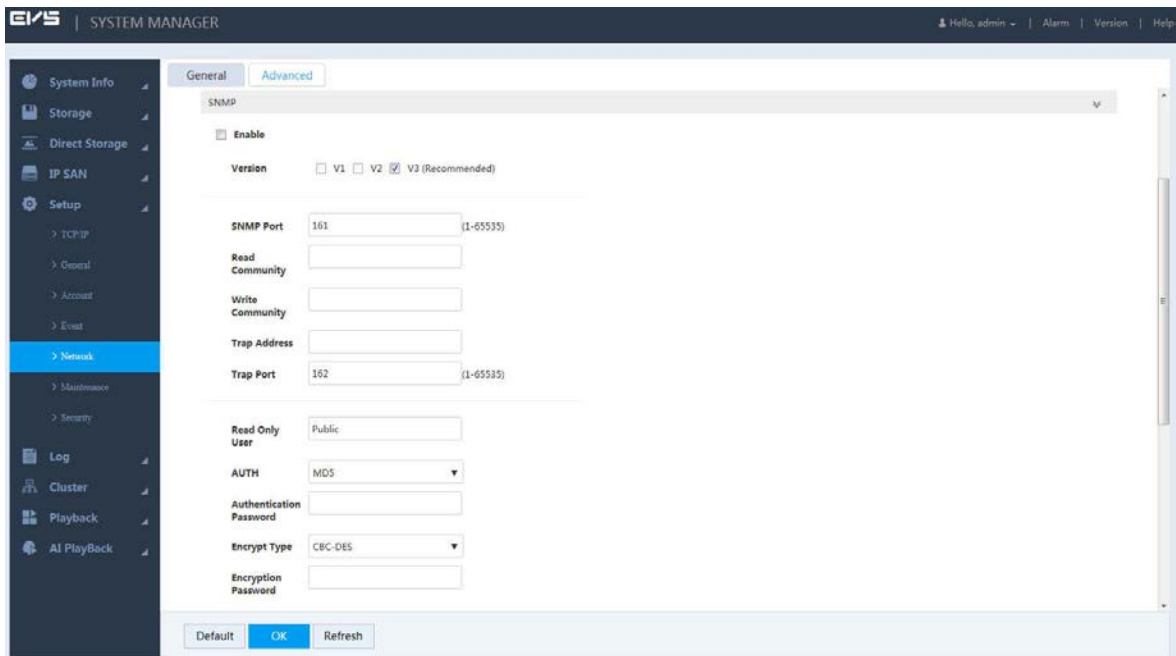 EVS | SYSTEM MANAGER
Hello, admin | Alarm | Version | Help
System Info
Storage
Direct Storage
IP SAN
Setup
> TCP/IP
> General
> Account
> Event
> Network
> Maintenance
> Security
Log
Cluster
Playback
AI PlayBack
General Advanced
SNMP
Enable
Version V1 V2 V3 (Recommended)
SNMP Port 161 (1-65535)
Read
Community
Write
Community
Trap Address
Trap Port 162 (1-65535)
Read Only
User Public
AUTH MD5
Authentication
Password
Encrypt Type CBC-DES
Encryption
Password
Default OK Refresh